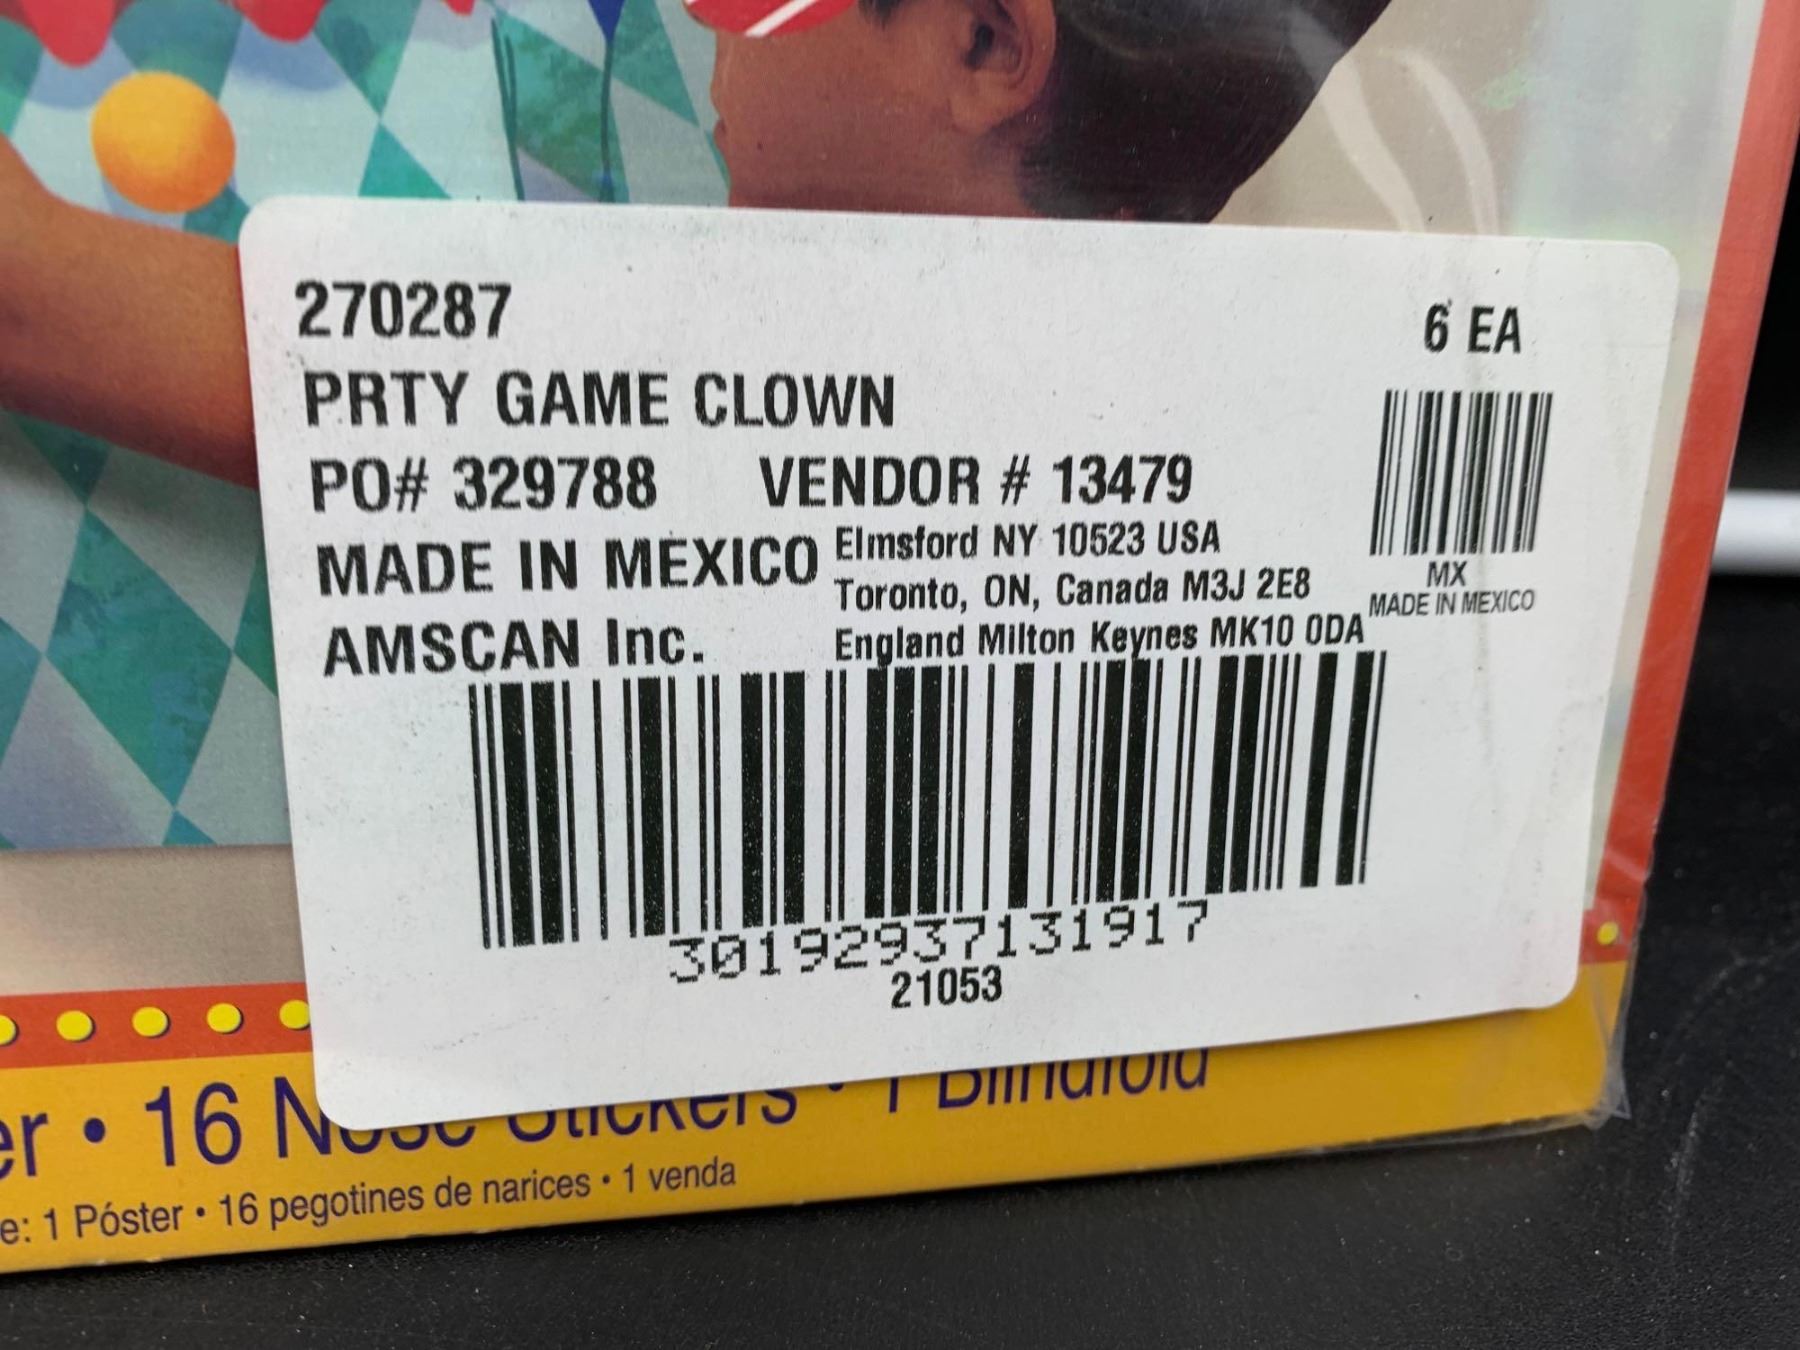 270287
6 EA
PRTY GAME CLOWN
PO# 329788 VENDOR # 13479
MADE IN MEXICO
Elmsford NY 10523 USA
Toronto, ON, Canada M3J 2E8
AMSCAN Inc.
England Milton Keynes MK10 0DA
MX
MADE IN MEXICO
30192937131917
21053
er • 16 Nose Stickers • 1 Blindfold
e: 1 Póster • 16 pegotines de narices • 1 venda